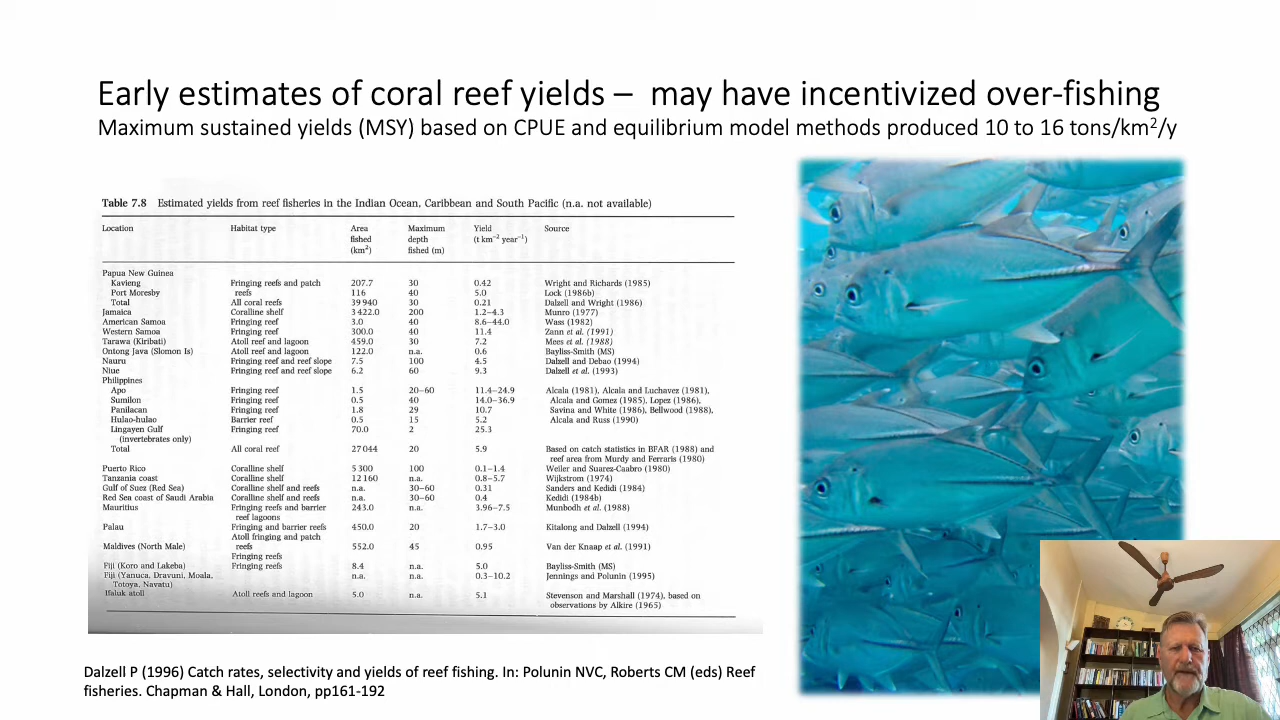 Early estimates of coral reef yields – may have incentivized over-fishing
Maximum sustained yields (MSY) based on CPUE and equilibrium model methods produced 10 to 16 tons/km²/y
Table 7.8 Estimated yields from reef fisheries in the Indian Ocean, Caribbean and South Pacific (n.a. not available)
Location Habitat type Area Maximum Yield Source
fished depth (t km⁻² year⁻¹)
(km²) fished (m)
Papua New Guinea
Kavieng Fringing reefs and patch 207.7 30 0.42 Wright and Richards (1985)
Port Moresby reefs 116 40 5.0 Lock (1986b)
Total All coral reefs 39 940 30 0.21 Dalzell and Wright (1986)
Jamaica Coralline shelf 3 422.0 200 1.2–4.3 Munro (1977)
American Samoa Fringing reef 3.0 40 8.6–44.0 Wass (1982)
Western Samoa Fringing reef 300.0 40 11.4 Zann et al. (1991)
Tarawa (Kiribati) Atoll reef and lagoon 459.0 30 7.2 Mees et al. (1988)
Ontong Java (Slomon Is) Atoll reef and lagoon 122.0 n.a. 0.6 Bayliss-Smith (MS)
Nauru Fringing reef and reef slope 7.5 100 4.5 Dalzell and Debao (1994)
Niue Fringing reef and reef slope 6.2 60 9.3 Dalzell et al. (1993)
Philippines
Apo Fringing reef 1.5 20–60 11.4–24.9 Alcala (1981), Alcala and Luchavez (1981),
Sumilon Fringing reef 0.5 40 14.0–36.9 Alcala and Gomez (1985), Lopez (1986),
Panilacan Fringing reef 1.8 29 10.7 Savina and White (1986), Bellwood (1988),
Hulao-hulao Barrier reef 0.5 15 5.2 Alcala and Russ (1990)
Lingayen Gulf Fringing reef 70.0 2 25.3
(invertebrates only)
Total All coral reef 27 044 20 5.9 Based on catch statistics in BFAR (1988) and
reef area from Murdy and Ferraris (1980)
Puerto Rico Coralline shelf 5 300 100 0.1–1.4 Weiler and Suarez-Caabro (1980)
Tanzania coast Coralline shelf 12 160 n.a. 0.8–5.7 Wijkstrom (1974)
Gulf of Suez (Red Sea) Coralline shelf and reefs n.a. 30–60 0.31 Sanders and Kedidi (1984)
Red Sea coast of Saudi Arabia Coralline shelf and reefs n.a. 30–60 0.4 Kedidi (1984b)
Mauritius Fringing reefs and barrier 243.0 n.a. 3.96–7.5 Munbodh et al. (1988)
reef lagoons
Palau Fringing and barrier reefs 450.0 20 1.7–3.0 Kitalong and Dalzell (1994)
Atoll fringing and patch
Maldives (North Male) reefs 552.0 45 0.95 Van der Knaap et al. (1991)
Fringing reefs
Fiji (Koro and Lakeba) Fringing reefs 8.4 n.a. 5.0 Bayliss-Smith (MS)
Fiji (Yanuca, Dravuni, Moala, n.a. n.a. 0.3–10.2 Jennings and Polunin (1995)
Totoya, Navatu)
Ifaluk atoll Atoll reefs and lagoon 5.0 n.a. 5.1 Stevenson and Marshall (1974), based on
observations by Alkire (1965)
Dalzell P (1996) Catch rates, selectivity and yields of reef fishing. In: Polunin NVC, Roberts CM (eds) Reef
fisheries. Chapman & Hall, London, pp161-192